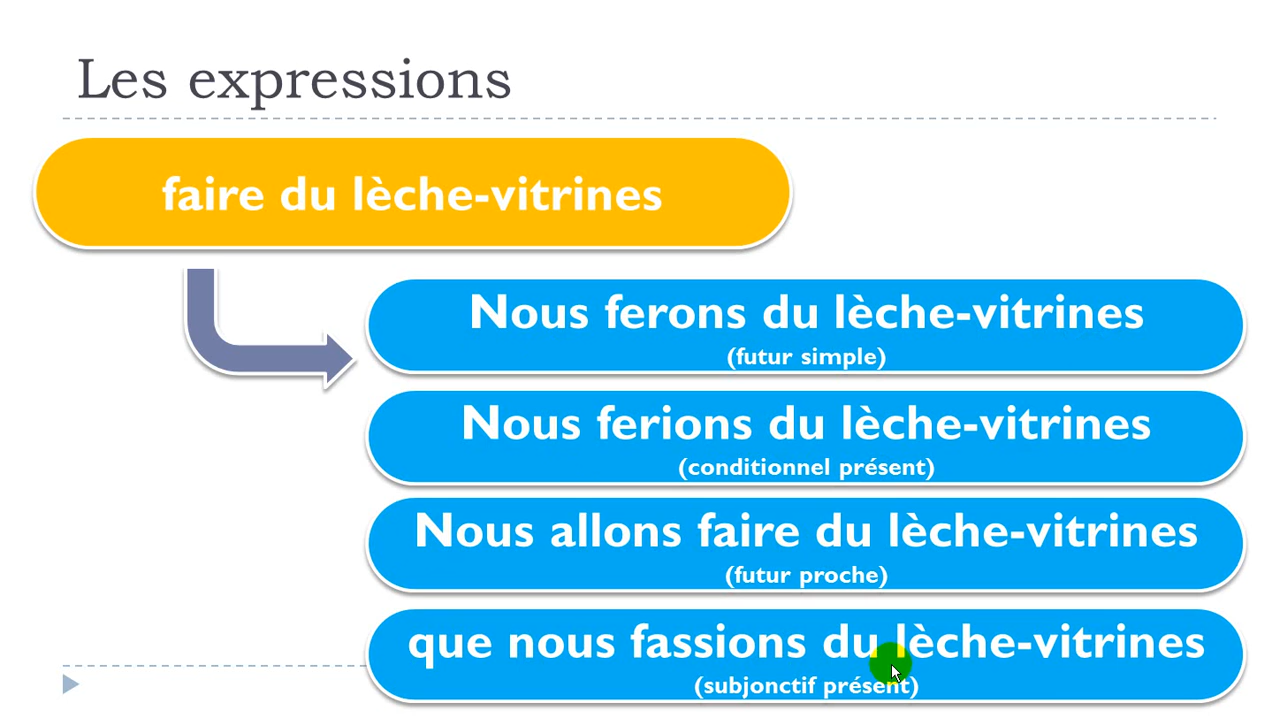 Les expressions
faire du lèche-vitrines
Nous ferons du lèche-vitrines
(futur simple)
Nous ferions du lèche-vitrines
(conditionnel présent)
Nous allons faire du lèche-vitrines
(futur proche)
que nous fassions du lèche-vitrines
(subjonctif présent)